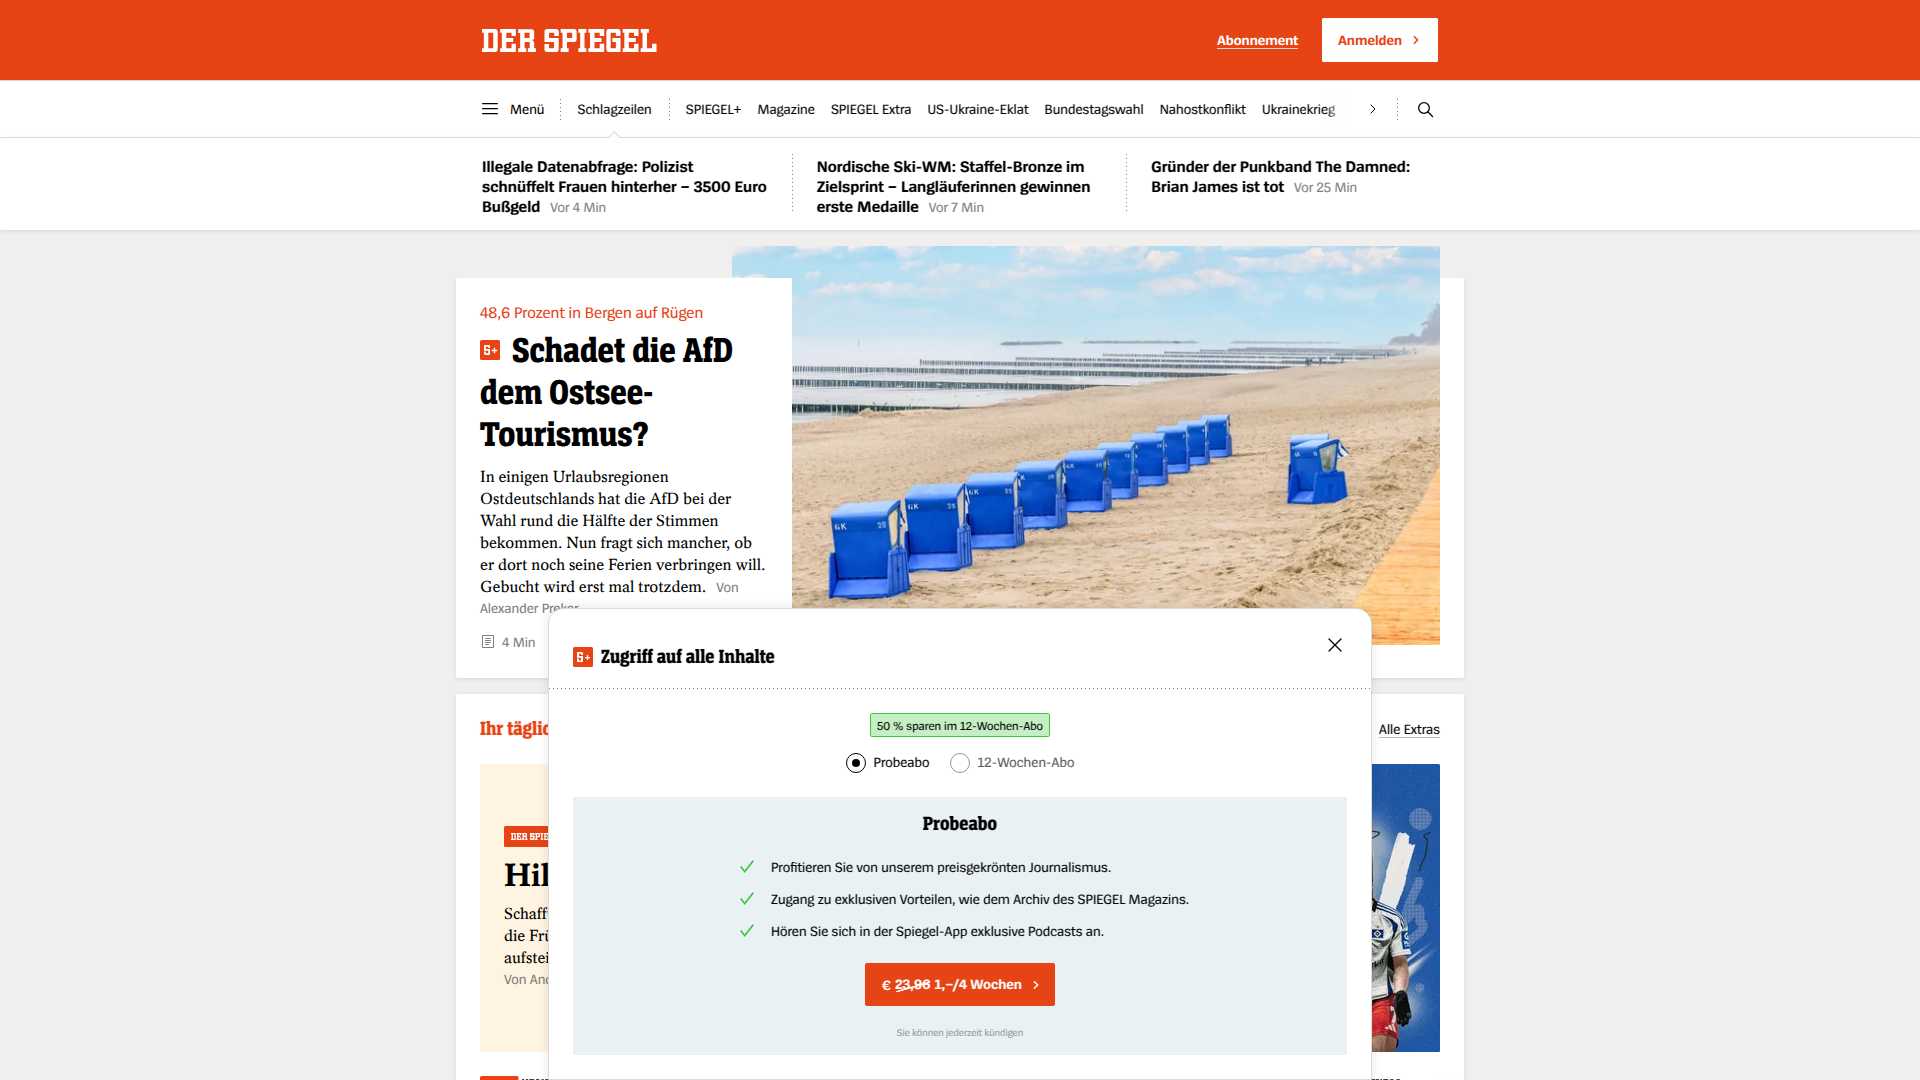 DER SPIEGEL
Abonnement
Anmelden
Menü
Schlagzeilen
SPIEGEL+
Magazine
SPIEGEL Extra
US-Ukraine-Eklat
Bundestagswahl
Nahostkonflikt
Ukrainekrieg
Illegale Datenabfrage: Polizist
schnüffelt Frauen hinterher – 3500 Euro
Bußgeld Vor 4 Min
Nordische Ski-WM: Staffel-Bronze im
Zielsprint – Langläuferinnen gewinnen
erste Medaille Vor 7 Min
Gründer der Punkband The Damned:
Brian James ist tot Vor 25 Min
48,6 Prozent in Bergen auf Rügen
S+ Schadet die AfD
dem Ostsee-
Tourismus?
In einigen Urlaubsregionen
Ostdeutschlands hat die AfD bei der
Wahl rund die Hälfte der Stimmen
bekommen. Nun fragt sich mancher, ob
er dort noch seine Ferien verbringen will.
Gebucht wird erst mal trotzdem. Von
Alexander Preker
4 Min
S+ Zugriff auf alle Inhalte
50 % sparen im 12-Wochen-Abo
Probeabo
12-Wochen-Abo
Probeabo
Profitieren Sie von unserem preisgekrönten Journalismus.
Zugang zu exklusiven Vorteilen, wie dem Archiv des SPIEGEL Magazins.
Hören Sie sich in der Spiegel-App exklusive Podcasts an.
€ 23,96 1,–/4 Wochen
Sie können jederzeit kündigen
Ihr täglic
Alle Extras
DER SPIE
Hil
Schaff
die Frü
aufstei
Von And